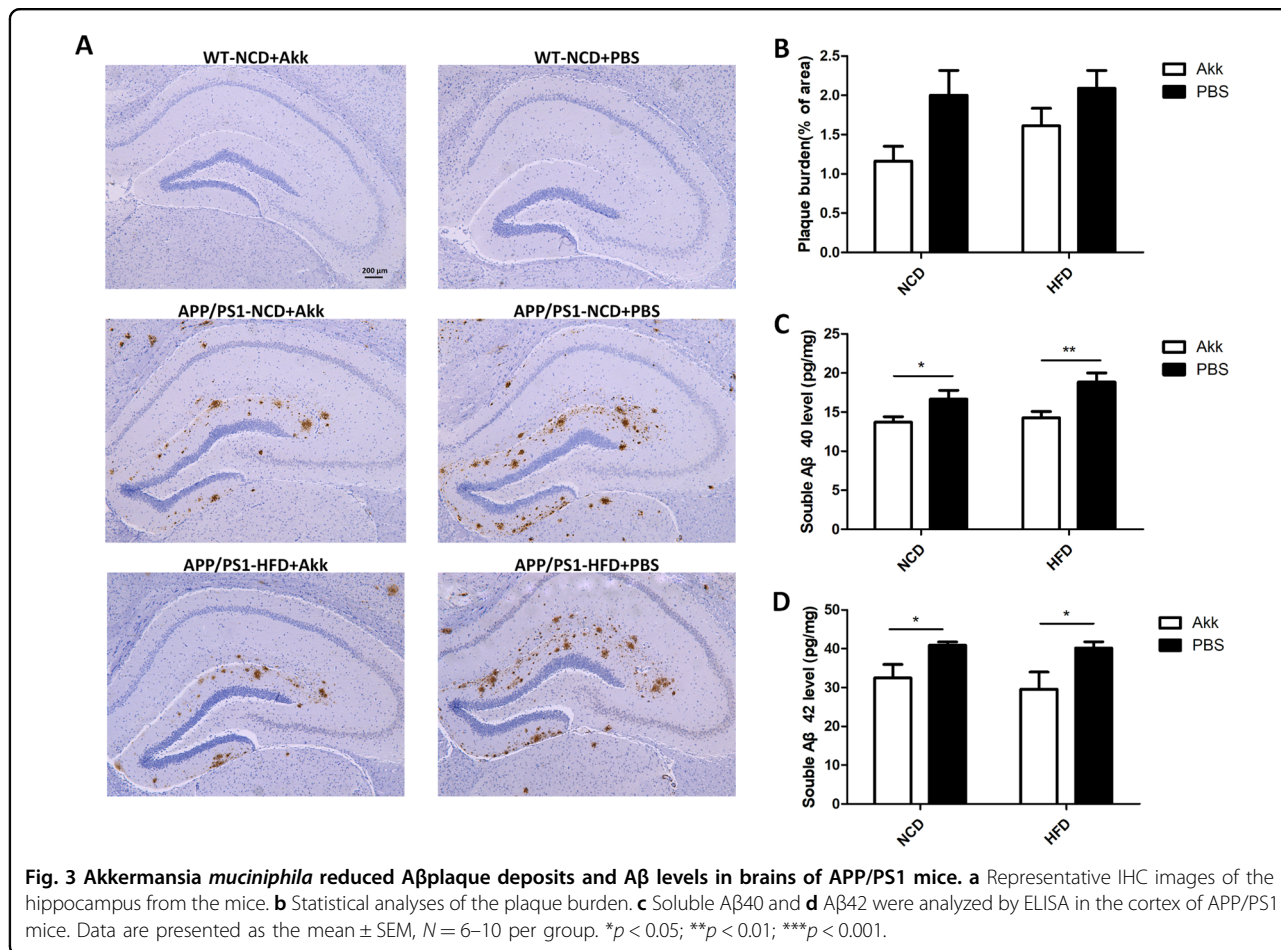 A
WT-NCD+Akk
WT-NCD+PBS
200 µm
APP/PS1-NCD+Akk
APP/PS1-NCD+PBS
APP/PS1-HFD+Akk
APP/PS1-HFD+PBS
B
Plaque burden(% of area)
2.5
2.0
1.5
1.0
0.5
0.0
NCD
HFD
Akk
PBS
C
Souble Aβ 40 level (pg/mg)
25
20
15
10
5
0
*
**
NCD
HFD
Akk
PBS
D
Souble Aβ 42 level (pg/mg)
50
40
30
20
10
0
*
*
NCD
HFD
Akk
PBS
Fig. 3 Akkermansia muciniphila reduced Aβplaque deposits and Aβ levels in brains of APP/PS1 mice. a Representative IHC images of the
hippocampus from the mice. b Statistical analyses of the plaque burden. c Soluble Aβ40 and d Aβ42 were analyzed by ELISA in the cortex of APP/PS1
mice. Data are presented as the mean ± SEM, N = 6–10 per group. *p < 0.05; **p < 0.01; ***p < 0.001.